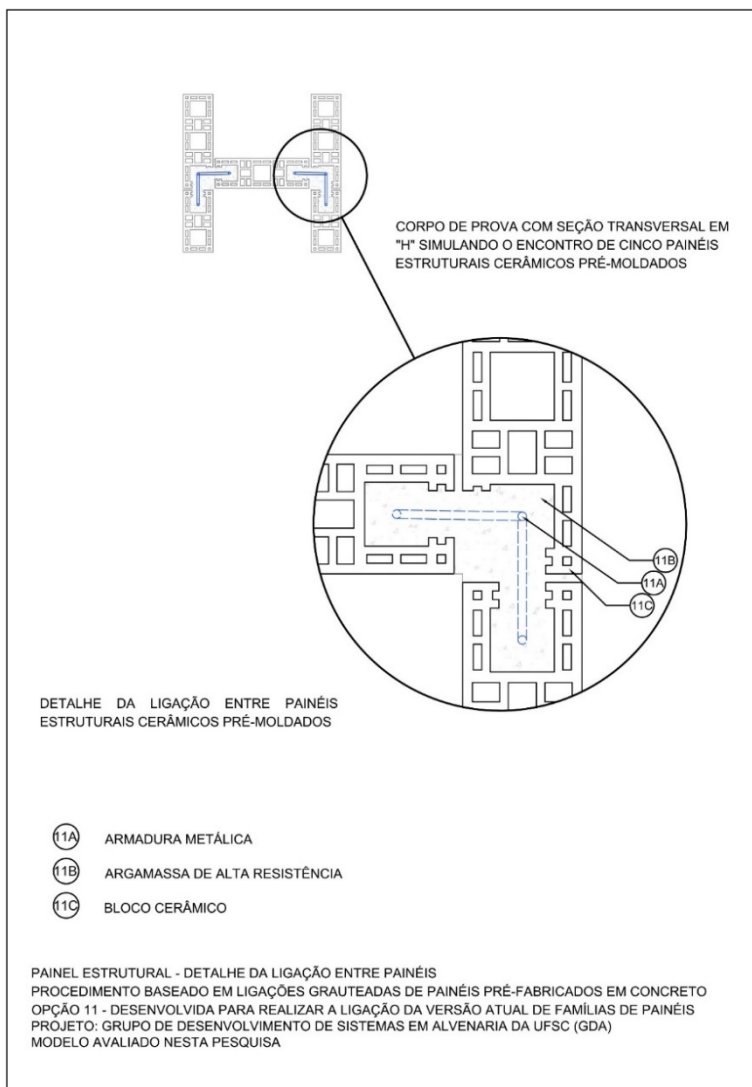 CORPO DE PROVA COM SEÇÃO TRANSVERSAL EM
"H" SIMULANDO O ENCONTRO DE CINCO PAINÉIS
ESTRUTURAIS CERÂMICOS PRÉ-MOLDADOS
11B
11A
11C
DETALHE DA LIGAÇÃO ENTRE PAINÉIS
ESTRUTURAIS CERÂMICOS PRÉ-MOLDADOS
11A ARMADURA METÁLICA
11B ARGAMASSA DE ALTA RESISTÊNCIA
11C BLOCO CERÂMICO
PAINEL ESTRUTURAL - DETALHE DA LIGAÇÃO ENTRE PAINÉIS
PROCEDIMENTO BASEADO EM LIGAÇÕES GRAUTEADAS DE PAINÉIS PRÉ-FABRICADOS EM CONCRETO
OPÇÃO 11 - DESENVOLVIDA PARA REALIZAR A LIGAÇÃO DA VERSÃO ATUAL DE FAMÍLIAS DE PAINÉIS
PROJETO: GRUPO DE DESENVOLVIMENTO DE SISTEMAS EM ALVENARIA DA UFSC (GDA)
MODELO AVALIADO NESTA PESQUISA